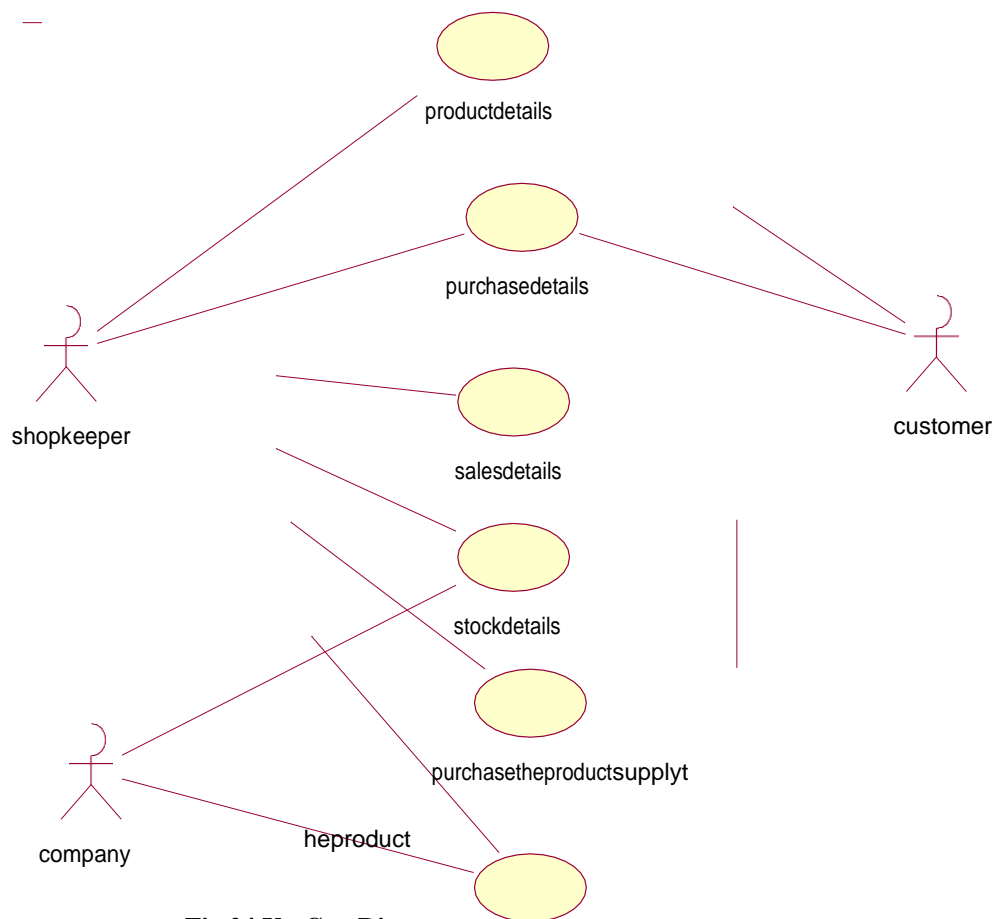 productdetails
purchasedetails
shopkeeper
customer
salesdetails
stockdetails
purchasetheproductsupplyt
heproduct
company